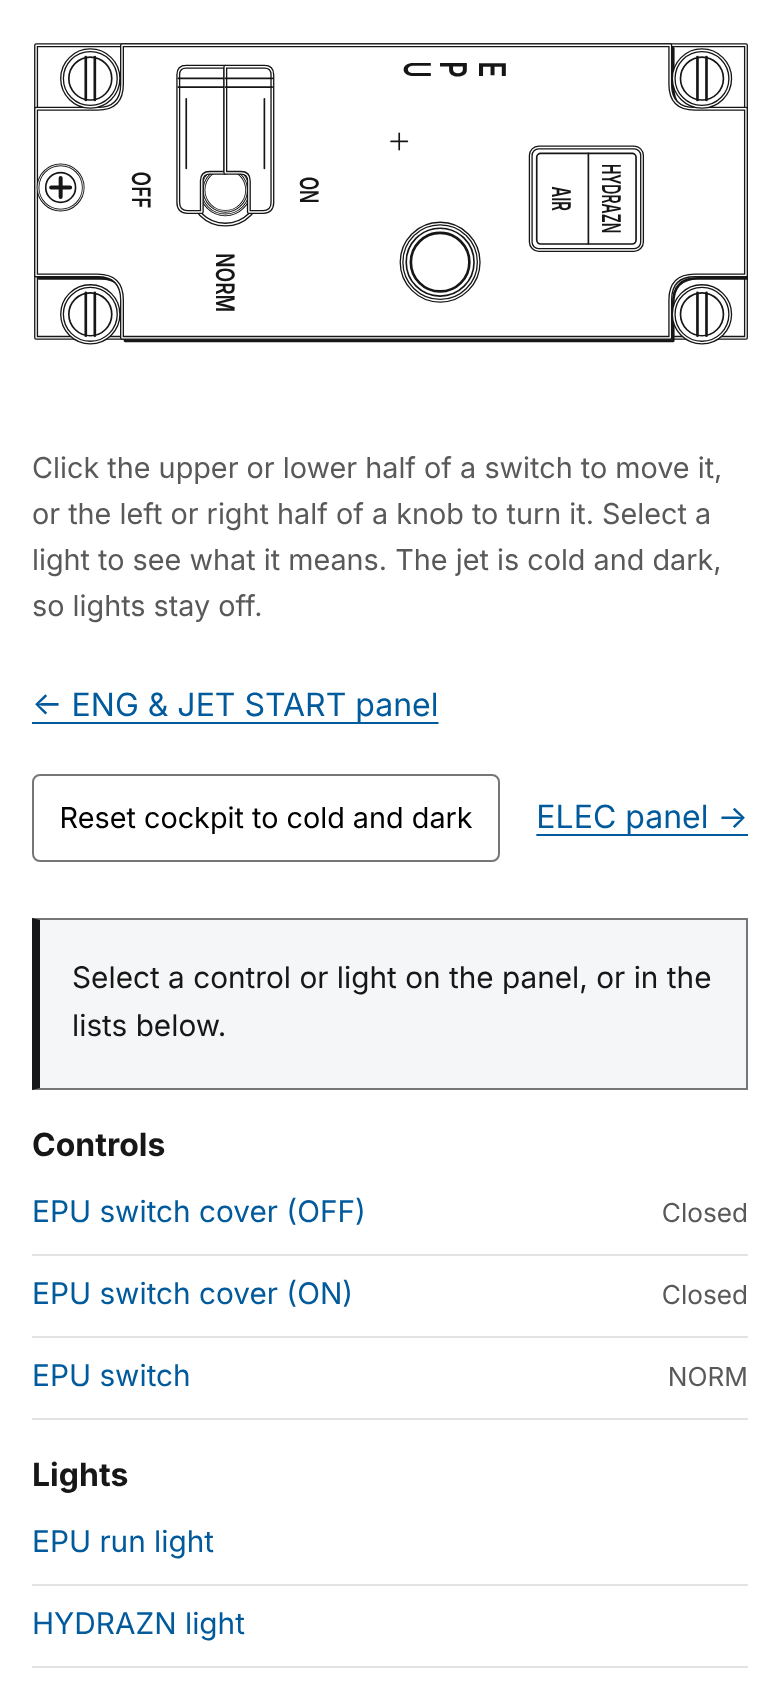 EPU
OFF
ON
NORM
HYDRAZN
AIR
Click the upper or lower half of a switch to move it,
or the left or right half of a knob to turn it. Select a
light to see what it means. The jet is cold and dark,
so lights stay off.
← ENG & JET START panel
Reset cockpit to cold and dark
ELEC panel →
Select a control or light on the panel, or in the
lists below.
Controls
EPU switch cover (OFF) Closed
EPU switch cover (ON) Closed
EPU switch NORM
Lights
EPU run light
HYDRAZN light